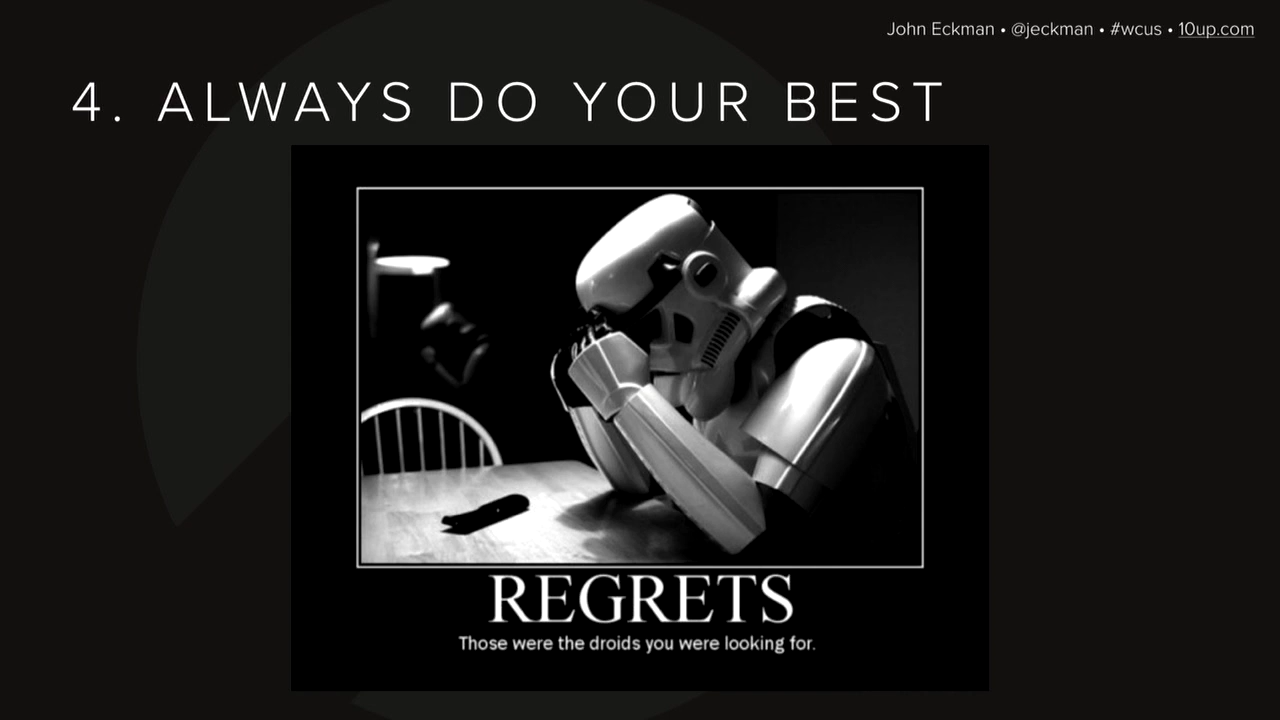 John Eckman • @jeckman • #wcus • 10up.com
4. ALWAYS DO YOUR BEST
REGRETS
Those were the droids you were looking for.